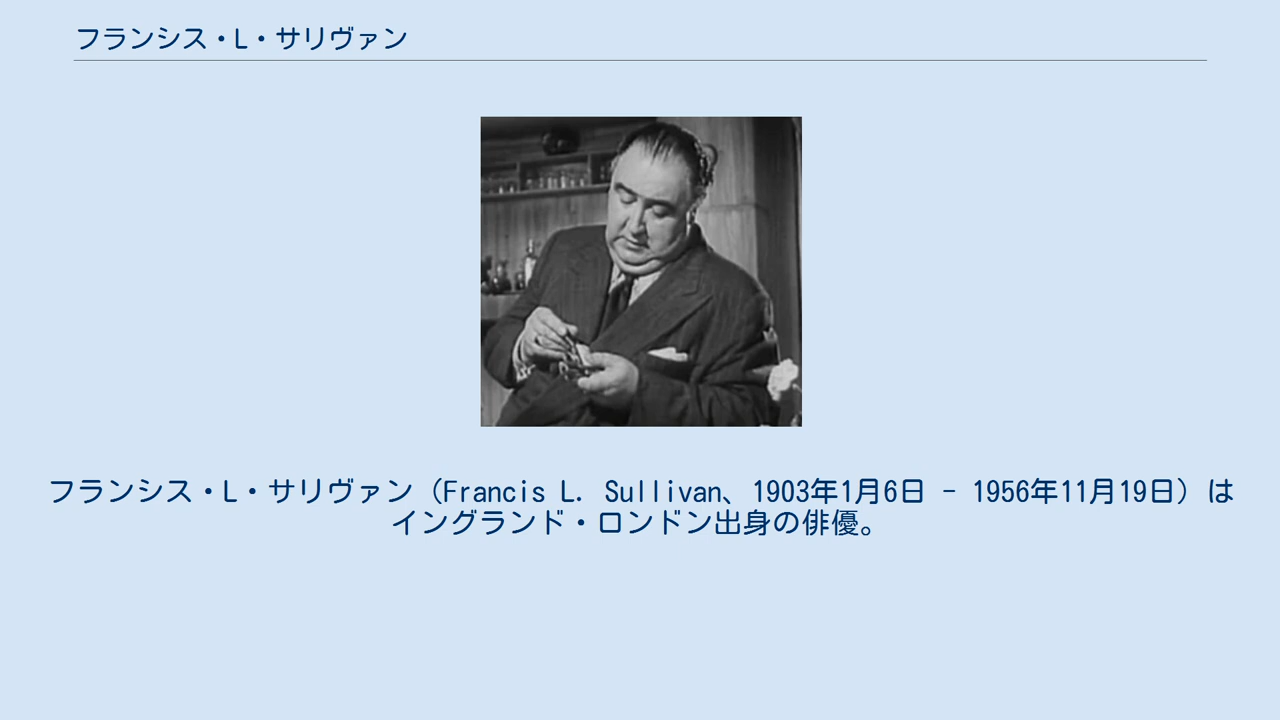 フランシス・L・サリヴァン
フランシス・L・サリヴァン（Francis L. Sullivan、1903年1月6日 - 1956年11月19日）は
イングランド・ロンドン出身の俳優。